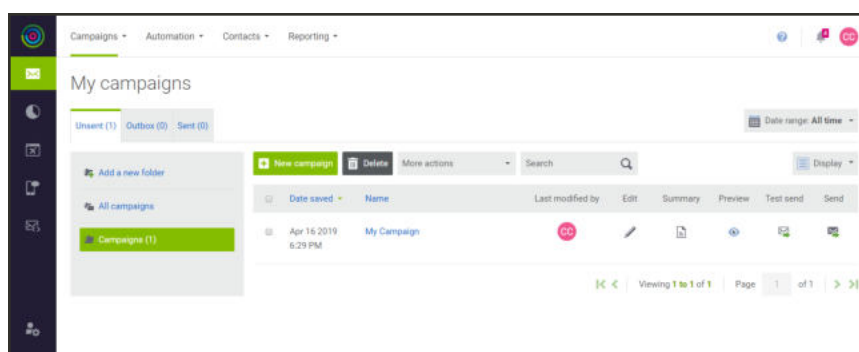 Campaigns Automation Contacts Reporting
CC
My campaigns
Unsent (1) Outbox (0) Sent (0)
Date range: All time
Add a new folder
All campaigns
Campaigns (1)
New campaign Delete More actions Search Display
Date saved Name Last modified by Edit Summary Preview Test send Send
Apr 16 2019 My Campaign CC
6:29 PM
Viewing 1 to 1 of 1 Page 1 of 1